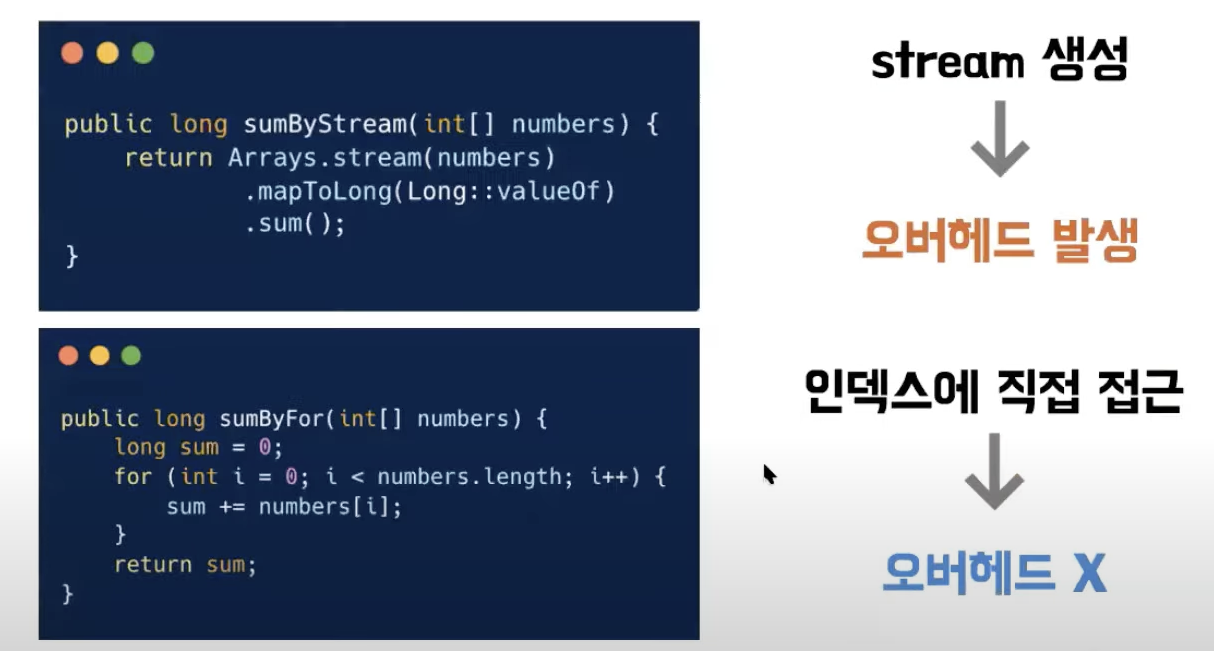 public long sumByStream(int[] numbers) {
    return Arrays.stream(numbers)
            .mapToLong(Long::valueOf)
            .sum();
}
stream 생성
오버헤드 발생
public long sumByFor(int[] numbers) {
    long sum = 0;
    for (int i = 0; i < numbers.length; i++) {
        sum += numbers[i];
    }
    return sum;
}
인덱스에 직접 접근
오버헤드 X